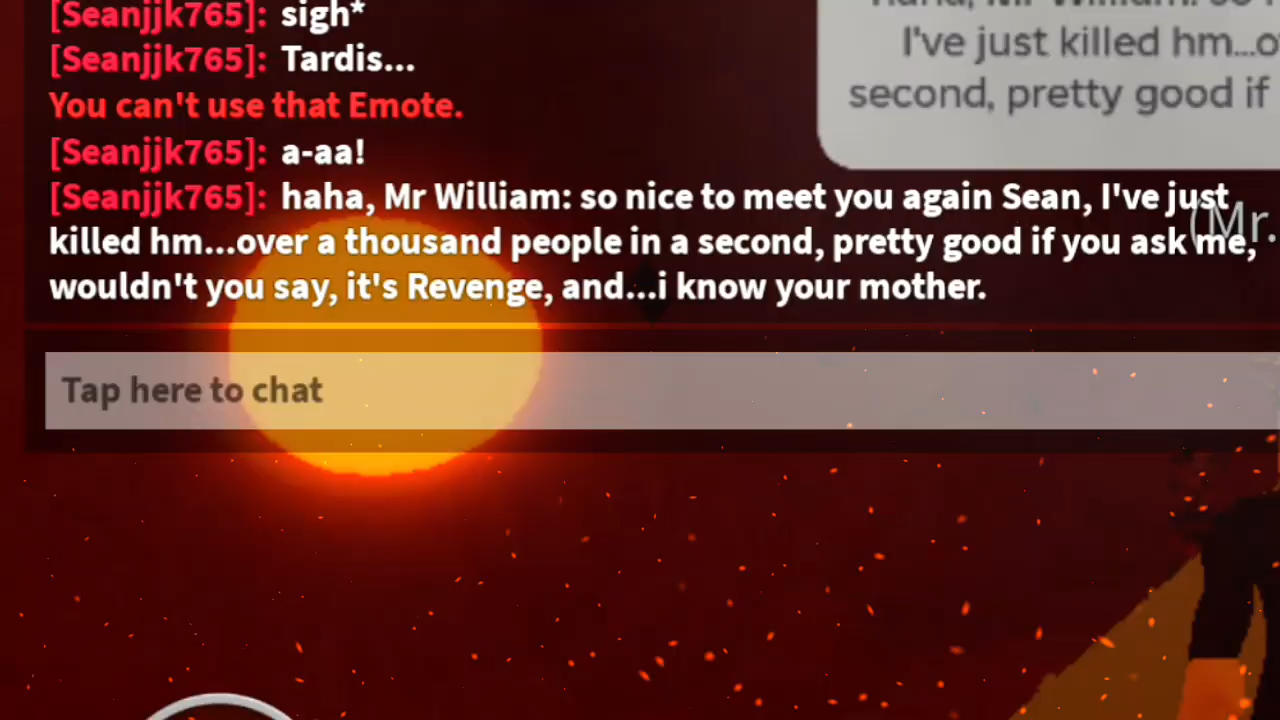 [Seanjjk765]: sigh*
[Seanjjk765]: Tardis...
You can't use that Emote.
[Seanjjk765]: a-aa!
[Seanjjk765]: haha, Mr William: so nice to meet you again Sean, I've just
killed hm...over a thousand people in a second, pretty good if you ask me,
wouldn't you say, it's Revenge, and...i know your mother.
Tap here to chat
I've just killed hm...o
second, pretty good if
(Mr.